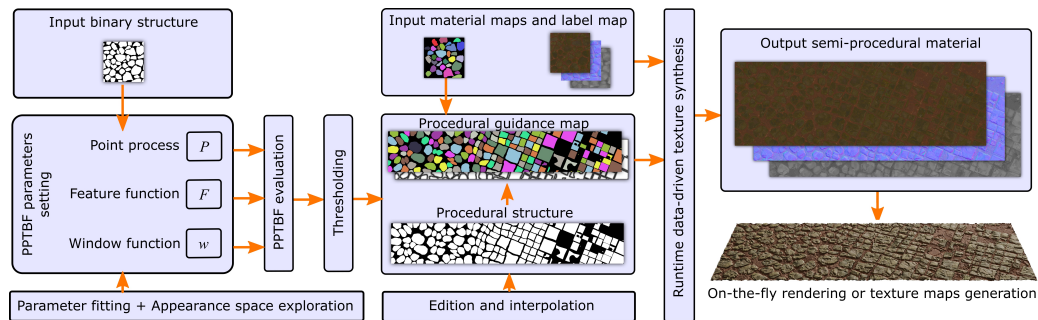 Input binary structure
Input material maps and label map
Output semi-procedural material
PPTBF parameters
setting
Point process
P
Feature function
F
Window function
w
PPTBF evaluation
Thresholding
Procedural guidance map
Procedural structure
Runtime data-driven texture synthesis
On-the-fly rendering or texture maps generation
Parameter fitting + Appearance space exploration
Edition and interpolation